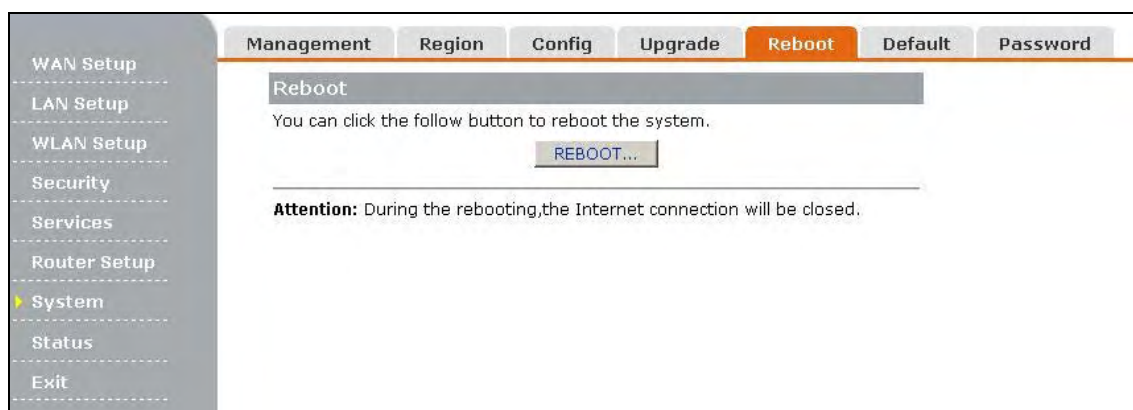 Management Region Config Upgrade Reboot Default Password
WAN Setup
LAN Setup
WLAN Setup
Security
Services
Router Setup
System
Status
Exit
Reboot
You can click the follow button to reboot the system.
REBOOT...
Attention: During the rebooting,the Internet connection will be closed.